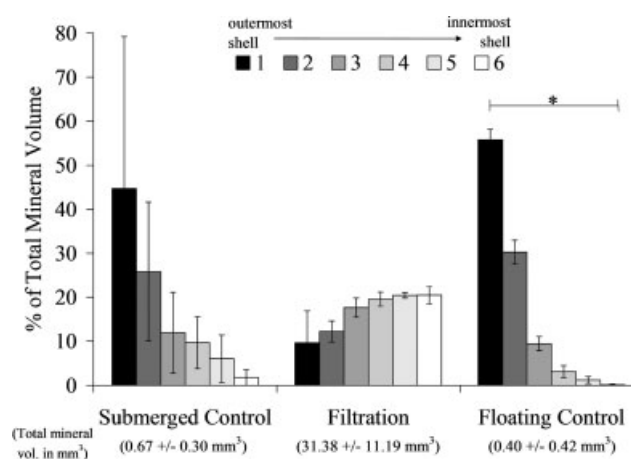 outermost innermost
shell shell
1 2 3 4 5 6
*
% of Total Mineral Volume
80
70
60
50
40
30
20
10
0
Submerged Control Filtration Floating Control
(Total mineral
vol. in mm³)
(0.67 +/- 0.30 mm³) (31.38 +/- 11.19 mm³) (0.40 +/- 0.42 mm³)